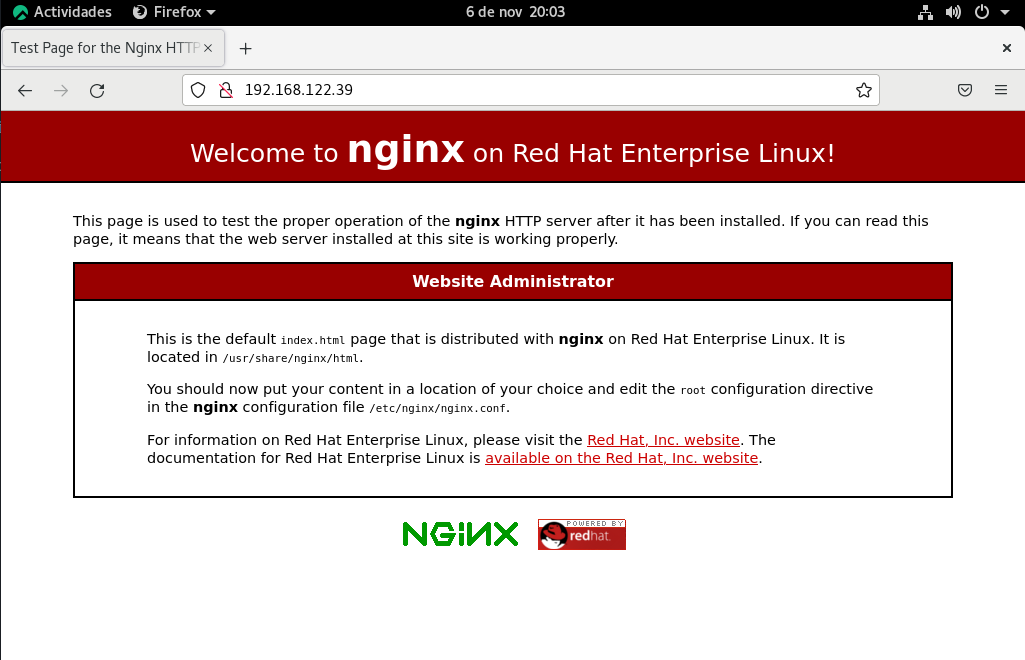 Actividades Firefox 6 de nov 20:03
Test Page for the Nginx HTTP
192.168.122.39
Welcome to nginx on Red Hat Enterprise Linux!
This page is used to test the proper operation of the nginx HTTP server after it has been installed. If you can read this
page, it means that the web server installed at this site is working properly.
Website Administrator
This is the default index.html page that is distributed with nginx on Red Hat Enterprise Linux. It is
located in /usr/share/nginx/html.
You should now put your content in a location of your choice and edit the root configuration directive
in the nginx configuration file /etc/nginx/nginx.conf.
For information on Red Hat Enterprise Linux, please visit the Red Hat, Inc. website. The
documentation for Red Hat Enterprise Linux is available on the Red Hat, Inc. website.
NGiNX
POWERED BY
redhat.